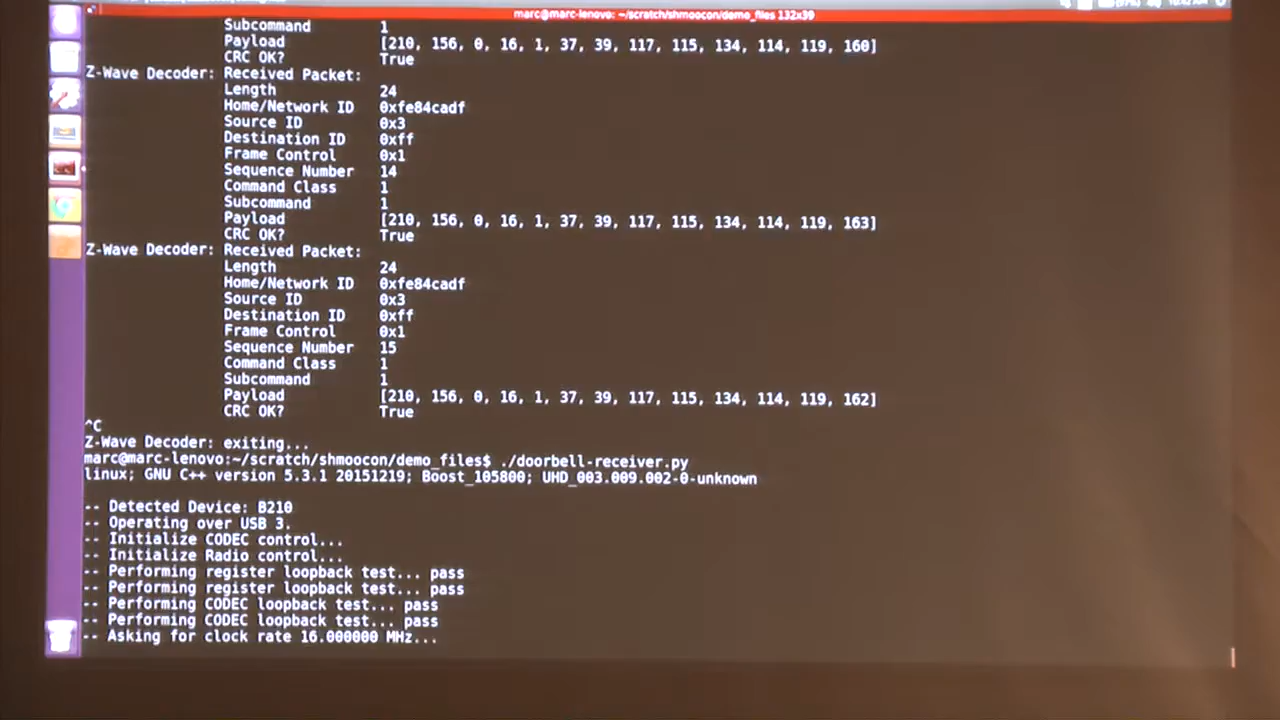 marc@marc-lenovo: ~/scratch/shmoocon/demo_files 132x39
Subcommand 1
Payload [210, 156, 0, 16, 1, 37, 39, 117, 115, 134, 114, 119, 160]
CRC OK? True
Z-Wave Decoder: Received Packet:
Length 24
Home/Network ID 0xfe84cadf
Source ID 0x3
Destination ID 0xff
Frame Control 0x1
Sequence Number 14
Command Class 1
Subcommand 1
Payload [210, 156, 0, 16, 1, 37, 39, 117, 115, 134, 114, 119, 163]
CRC OK? True
Z-Wave Decoder: Received Packet:
Length 24
Home/Network ID 0xfe84cadf
Source ID 0x3
Destination ID 0xff
Frame Control 0x1
Sequence Number 15
Command Class 1
Subcommand 1
Payload [210, 156, 0, 16, 1, 37, 39, 117, 115, 134, 114, 119, 162]
CRC OK? True
^C
Z-Wave Decoder: exiting...
marc@marc-lenovo:~/scratch/shmoocon/demo_files$ ./doorbell-receiver.py
linux; GNU C++ version 5.3.1 20151219; Boost_105800; UHD_003.009.002-0-unknown
-- Detected Device: B210
-- Operating over USB 3.
-- Initialize CODEC control...
-- Initialize Radio control...
-- Performing register loopback test... pass
-- Performing register loopback test... pass
-- Performing CODEC loopback test... pass
-- Performing CODEC loopback test... pass
-- Asking for clock rate 16.000000 MHz...